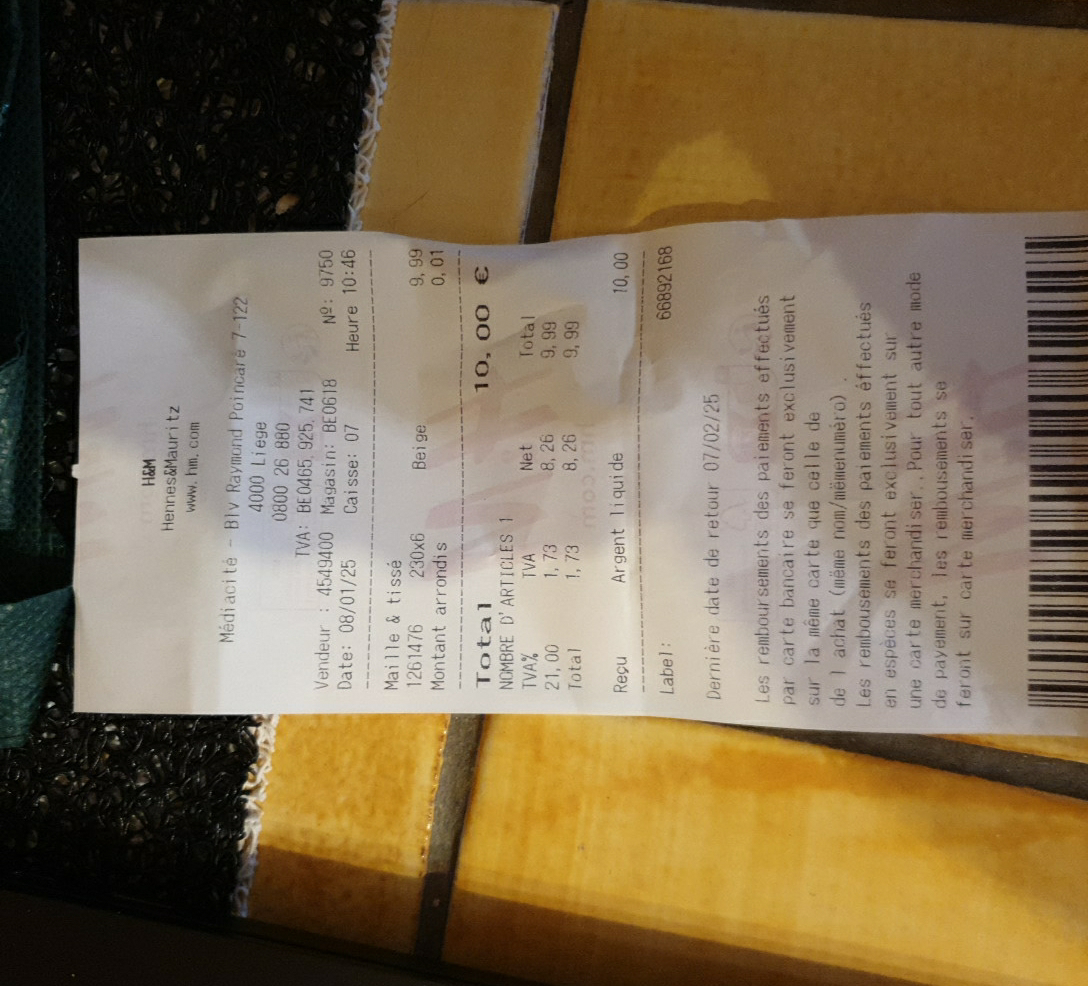 H&M
Hennes&Mauritz
www.hm.com
Médiacité - Blv Raymond Poincaré 7-122
4000 Liege
0800 26 880
TVA: BE0465.925.741
Vendeur : 4549400 Magasin: BE0618 Nº: 9750
Date: 08/01/25 Caisse: 07 Heure 10:46
Maille & tissé
1261476 230x6 Beige 9,99
Montant arrondis 0,01
Total 10,00 €
NOMBRE D'ARTICLES 1
TVA% TVA Net Total
21,00 1,73 8,26 9,99
Total 1,73 8,26 9,99
Reçu Argent liquide 10,00
Label: 66892168
Dernière date de retour 07/02/25
Les remboursements des paiements effectués
par carte bancaire se feront exclusivement
sur la même carte que celle de
de l achat (même nom/mêmenuméro) .
Les rembousements des paiements éffectués
en espèces se feront exclusivement sur
une carte merchandiser.,Pour tout autre mode
de payement, les rembousements se
feront sur carte merchandiser.